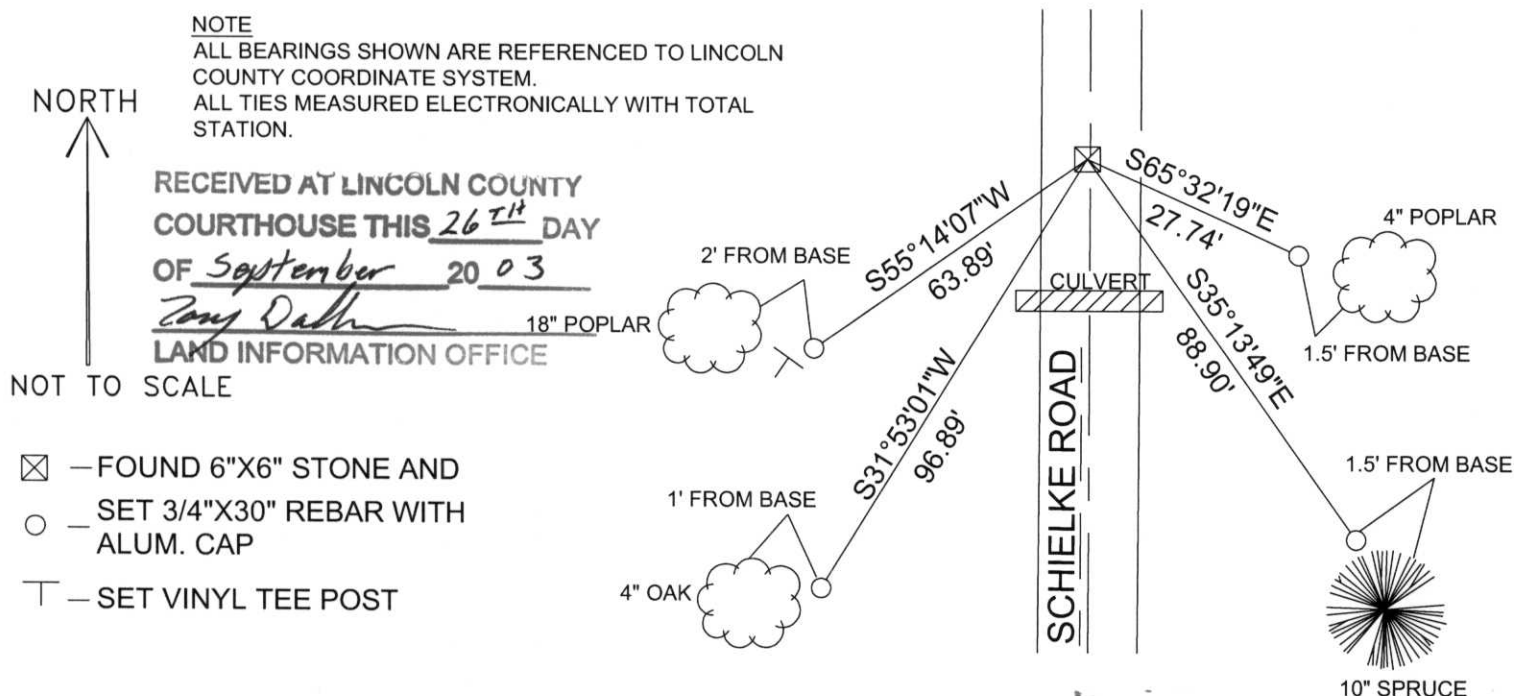 NOTE
ALL BEARINGS SHOWN ARE REFERENCED TO LINCOLN
COUNTY COORDINATE SYSTEM.
ALL TIES MEASURED ELECTRONICALLY WITH TOTAL
STATION.
NORTH
RECEIVED AT LINCOLN COUNTY
COURTHOUSE THIS 26TH DAY
OF September 20 03
LAND INFORMATION OFFICE
NOT TO SCALE
FOUND 6"X6" STONE AND
SET 3/4"X30" REBAR WITH
ALUM. CAP
SET VINYL TEE POST
S65°32'19"E
27.74'
4" POPLAR
1.5' FROM BASE
S55°14'07"W
63.89'
2' FROM BASE
18" POPLAR
CULVERT
S35°13'49"E
88.90'
S31°53'01"W
96.89'
1' FROM BASE
4" OAK
SCHIELKE ROAD
1.5' FROM BASE
10" SPRUCE